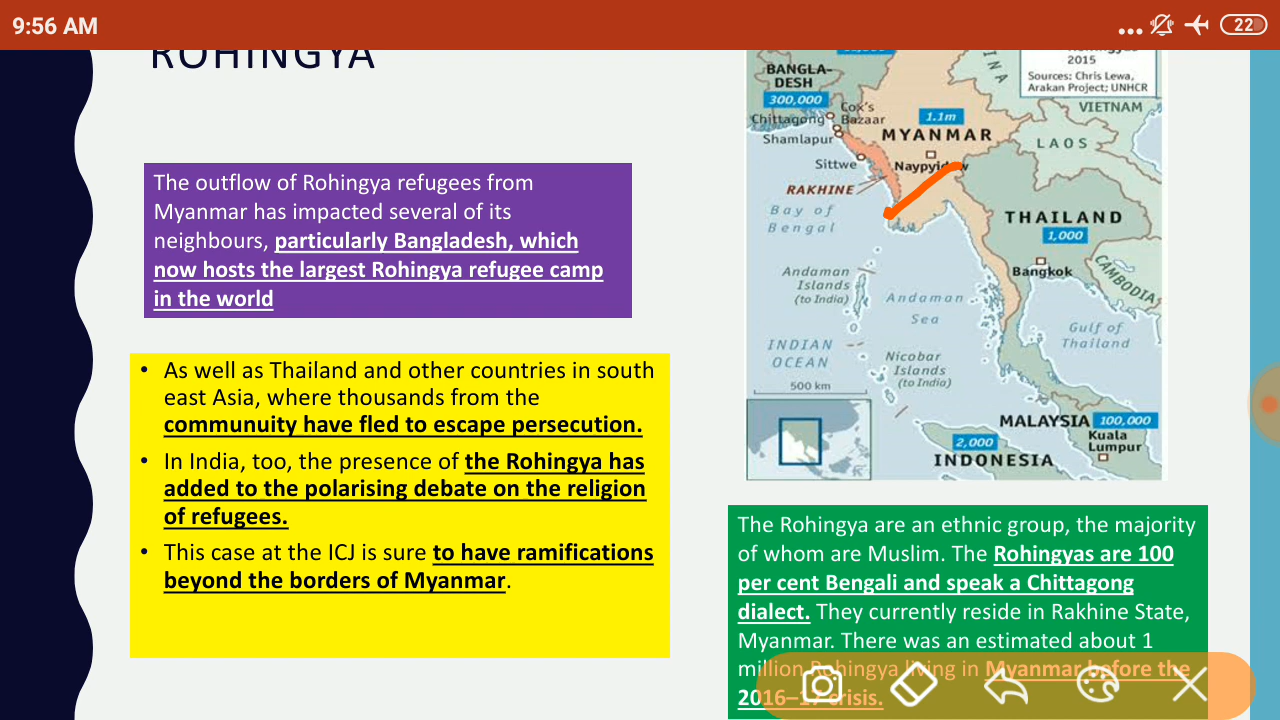 9:56 AM
22
ROHINGYA
The outflow of Rohingya refugees from
Myanmar has impacted several of its
neighbours, particularly Bangladesh, which
now hosts the largest Rohingya refugee camp
in the world
• As well as Thailand and other countries in south
east Asia, where thousands from the
communuity have fled to escape persecution.
• In India, too, the presence of the Rohingya has
added to the polarising debate on the religion
of refugees.
• This case at the ICJ is sure to have ramifications
beyond the borders of Myanmar.
2015
Sources: Chris Lewa,
Arakan Project; UNHCR
BANGLA-
DESH
300,000
Cox's
Bazaar
Chittagong
Shamlapur
Sittwe
1.1m
MYANMAR
Naypyidaw
RAKHINE
VIETNAM
LAOS
Bay of
Bengal
THAILAND
1,000
Bangkok
CAMBODIA
Andaman
Islands
(to India)
Andaman
Sea
Gulf of
Thailand
INDIAN
OCEAN
Nicobar
Islands
(to India)
500 km
MALAYSIA 100,000
Kuala
Lumpur
2,000
INDONESIA
The Rohingya are an ethnic group, the majority
of whom are Muslim. The Rohingyas are 100
per cent Bengali and speak a Chittagong
dialect. They currently reside in Rakhine State,
Myanmar. There was an estimated about 1
million Rohingya living in Myanmar before the
2016–17 crisis.